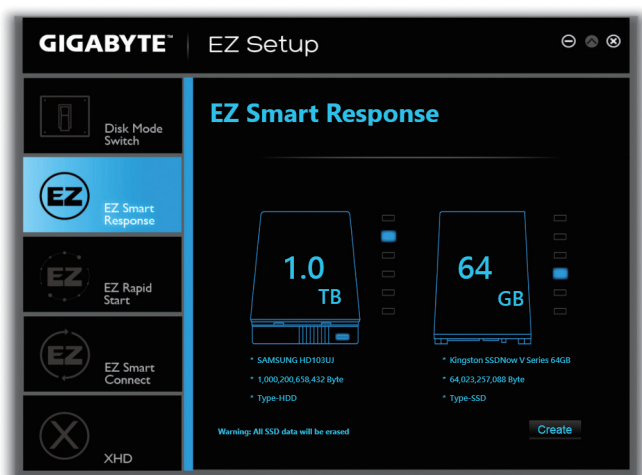 GIGABYTE™ EZ Setup
Disk Mode
Switch
EZ
EZ Smart
Response
EZ
EZ Rapid
Start
EZ
EZ Smart
Connect
X
XHD
EZ Smart Response
1.0
TB
64
GB
* SAMSUNG HD103UJ
* 1,000,200,658,432 Byte
* Type-HDD
* Kingston SSDNow V Series 64GB
* 64,023,257,088 Byte
* Type-SSD
Warning: All SSD data will be erased
Create